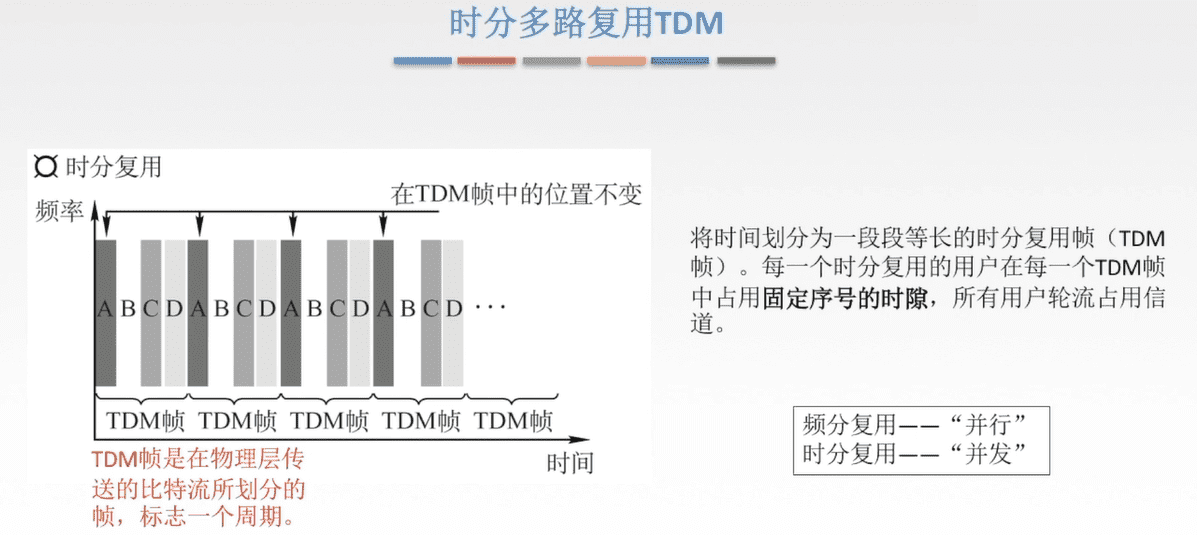 时分多路复用TDM
¤ 时分复用
频率
在TDM帧中的位置不变
A B C D A B C D A B C D A B C D ···
TDM帧 TDM帧 TDM帧 TDM帧 TDM帧
时间
TDM帧是在物理层传
送的比特流所划分的
帧，标志一个周期。
将时间划分为一段段等长的时分复用帧（TDM
帧）。每一个时分复用的用户在每一个TDM帧
中占用固定序号的时隙，所有用户轮流占用信
道。
频分复用——“并行”
时分复用——“并发”